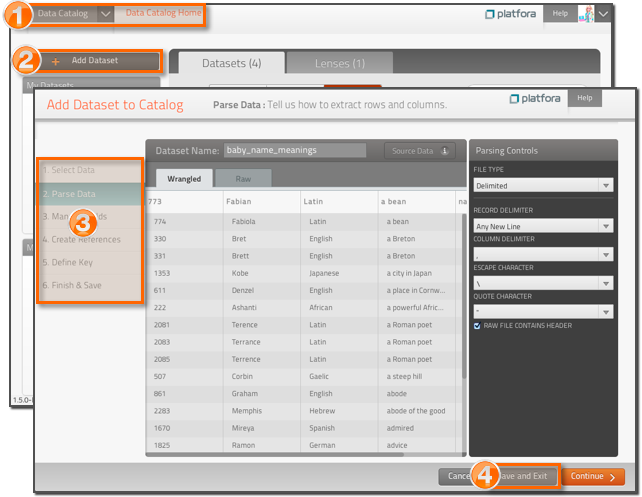 1 Data Catalog Data Catalog Home platfora Help
2 + Add Dataset Datasets (4) Lenses (1)
My Datasets
Add Dataset to Catalog Parse Data : Tell us how to extract rows and columns. platfora Help
Dataset Name: baby_name_meanings Source Data Parsing Controls
1. Select Data
2. Parse Data
3.
4. Create References
5. Define Key
6. Finish & Save
3
Wrangled Raw
773 Fabian Latin a bean na
774 Fabiola Latin a bean
330 Bret English a Breton
331 Brett English a Breton
1353 Kobe Japanese a city in Japan
611 Denzel English a place in Cornw...
222 Ashanti African a powerful Afric...
2081 Terence Latin a Roman poet
2083 Terrance Latin a Roman poet
2085 Terrence Latin a Roman poet
507 Corbin Gaelic a steep hill
861 Graham English abode
2283 Memphis Hebrew abode of the good
1670 Mireya Spanish admired
1825 Ramon German advice
FILE TYPE
Delimited
RECORD DELIMITER
Any New Line
COLUMN DELIMITER
,
ESCAPE CHARACTER
\
QUOTE CHARACTER
"
RAW FILE CONTAINS HEADER
1.5.0-
Cance 4 ave and Exit Continue